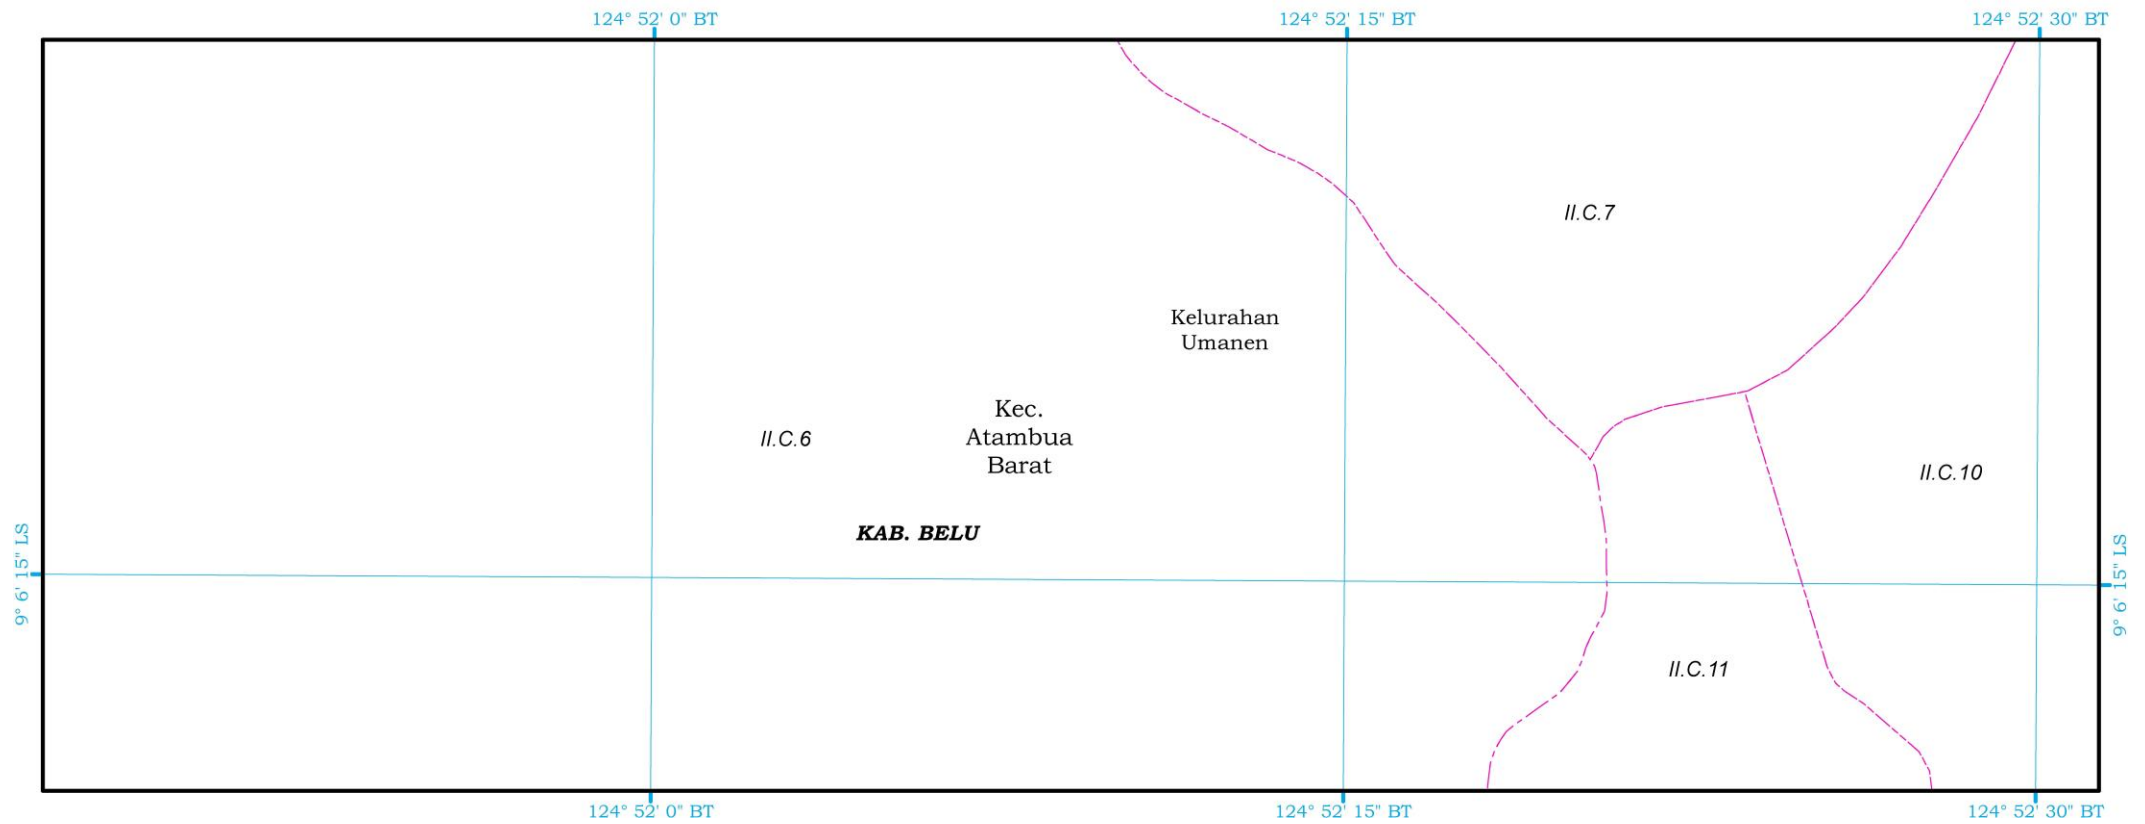 124° 52' 0" BT
124° 52' 15" BT
124° 52' 30" BT
II.C.7
Kelurahan
Umanen
Kec.
Atambua
Barat
II.C.6
II.C.10
KAB. BELU
9° 6' 15" LS
9° 6' 15" LS
II.C.11
124° 52' 0" BT
124° 52' 15" BT
124° 52' 30" BT